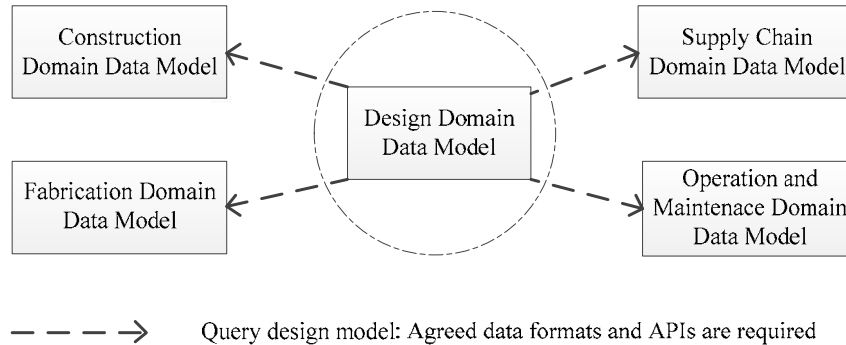 Construction
Domain Data Model
Supply Chain
Domain Data Model
Design Domain
Data Model
Fabrication Domain
Data Model
Operation and
Maintenace Domain
Data Model
Query design model: Agreed data formats and APIs are required